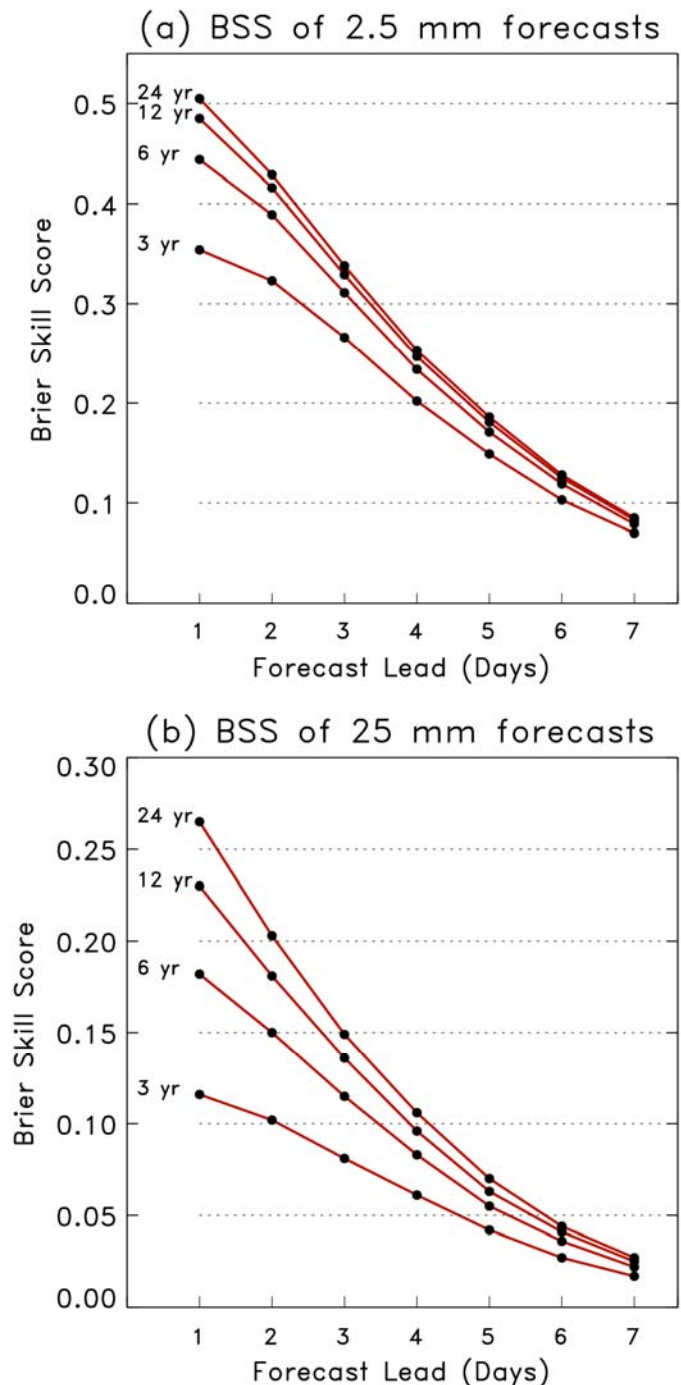 (a) BSS of 2.5 mm forecasts
0.5
0.4
0.3
0.2
0.1
0.0
Brier Skill Score
24 yr
12 yr
6 yr
3 yr
1 2 3 4 5 6 7
Forecast Lead (Days)
(b) BSS of 25 mm forecasts
0.30
0.25
0.20
0.15
0.10
0.05
0.00
Brier Skill Score
24 yr
12 yr
6 yr
3 yr
1 2 3 4 5 6 7
Forecast Lead (Days)